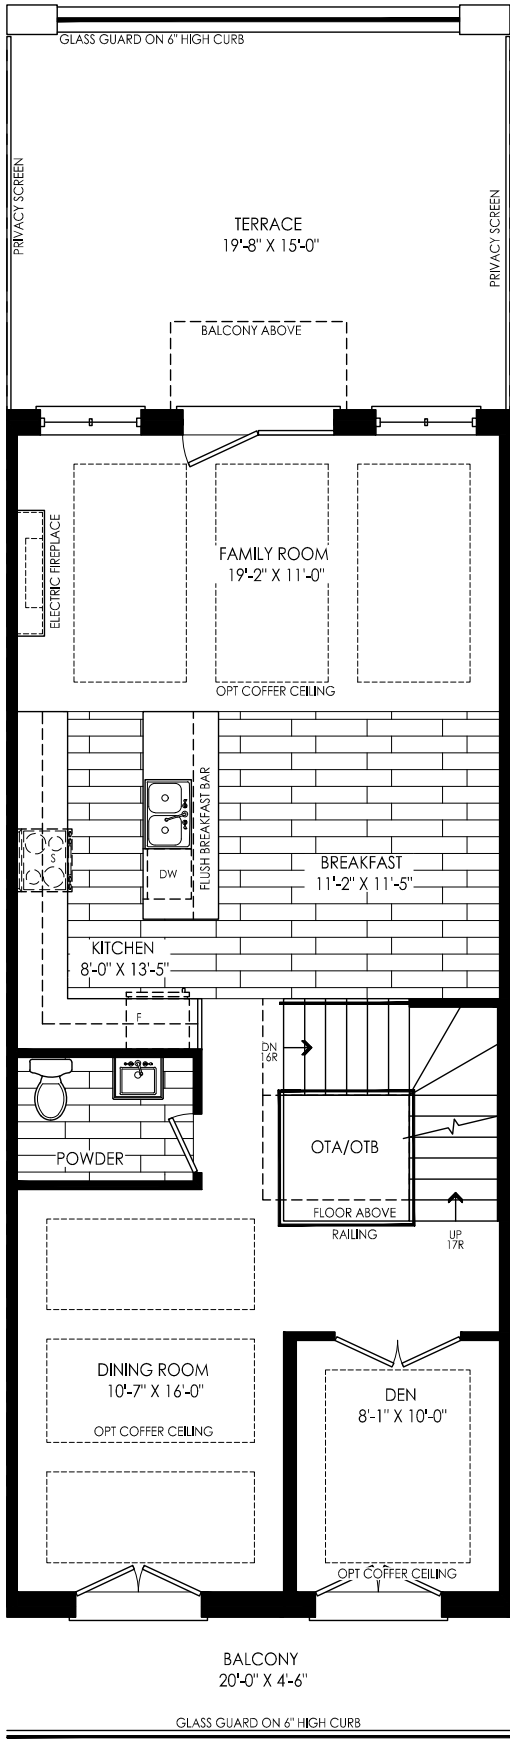 GLASS GUARD ON 6" HIGH CURB
PRIVACY SCREEN
PRIVACY SCREEN
TERRACE
19'-8" X 15'-0"
BALCONY ABOVE
ELECTRIC FIREPLACE
FAMILY ROOM
19'-2" X 11'-0"
OPT COFFER CEILING
FLUSH BREAKFAST BAR
S
DW
BREAKFAST
11'-2" X 11'-5"
KITCHEN
8'-0" X 13'-5"
F
DN
16R
POWDER
OTA/OTB
FLOOR ABOVE
RAILING
UP
17R
DINING ROOM
10'-7" X 16'-0"
OPT COFFER CEILING
DEN
8'-1" X 10'-0"
OPT COFFER CEILING
BALCONY
20'-0" X 4'-6"
GLASS GUARD ON 6" HIGH CURB